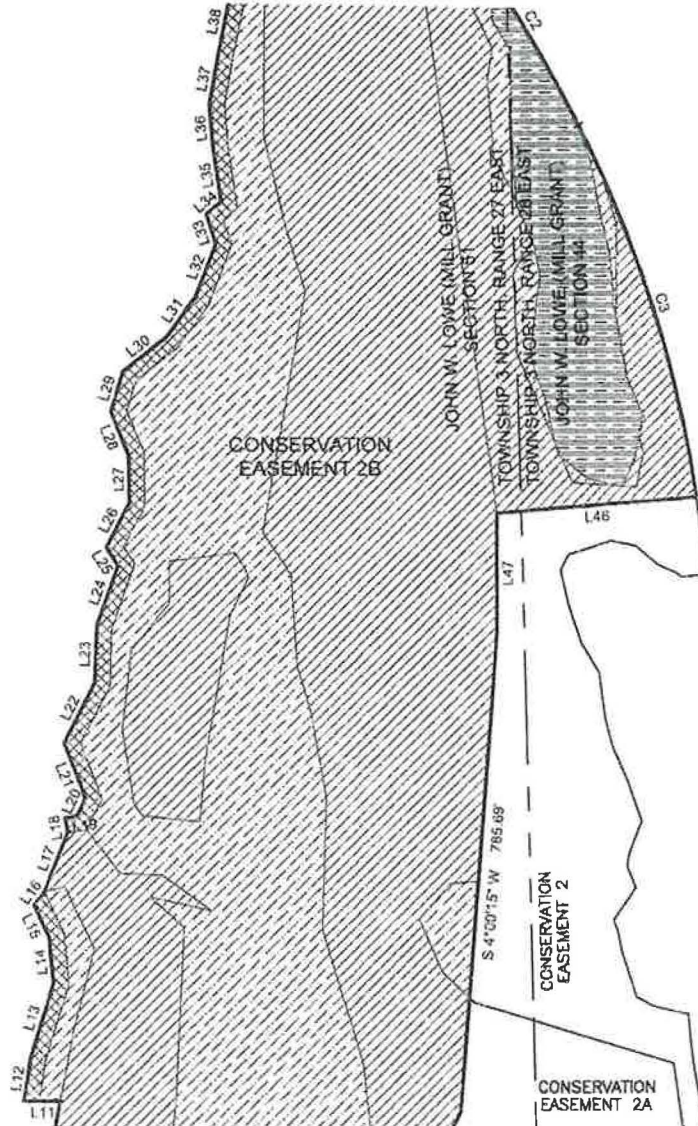 L38
L37
L36
L35
L34
L33
L32
L31
L30
L29
L28
L27
L26
L25
L24
L23
L22
L21
L20
L19
L18
L17
L16
L15
L14
L13
L12
L11
C2
C3
JOHN W. LOWE (MILL GRANT)
SECTION 51
TOWNSHIP 3 NORTH, RANGE 27 EAST
TOWNSHIP 3 NORTH, RANGE 28 EAST
JOHN W. LOWE (MILL GRANT)
SECTION 44
CONSERVATION
EASEMENT 2B
L46
L47
S 4°00'15" W 785.69'
CONSERVATION
EASEMENT 2
CONSERVATION
EASEMENT 2A